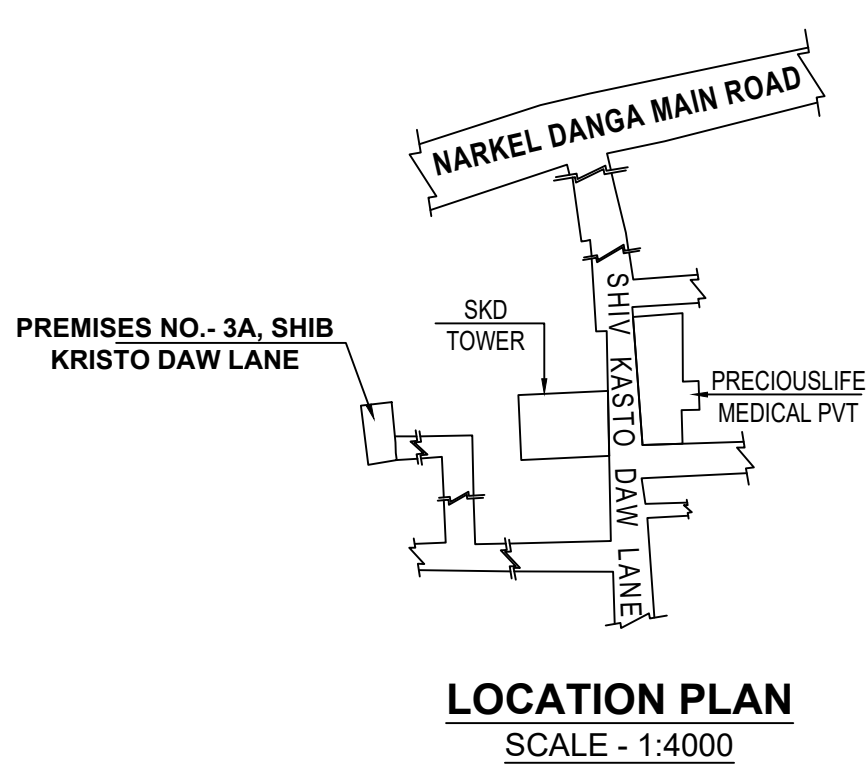 NARKEL DANGA MAIN ROAD
SHIV KASTO DAW LANE
PREMISES NO.- 3A, SHIB
KRISTO DAW LANE
SKD
TOWER
PRECIOUSLIFE
MEDICAL PVT
LOCATION PLAN
SCALE - 1:4000